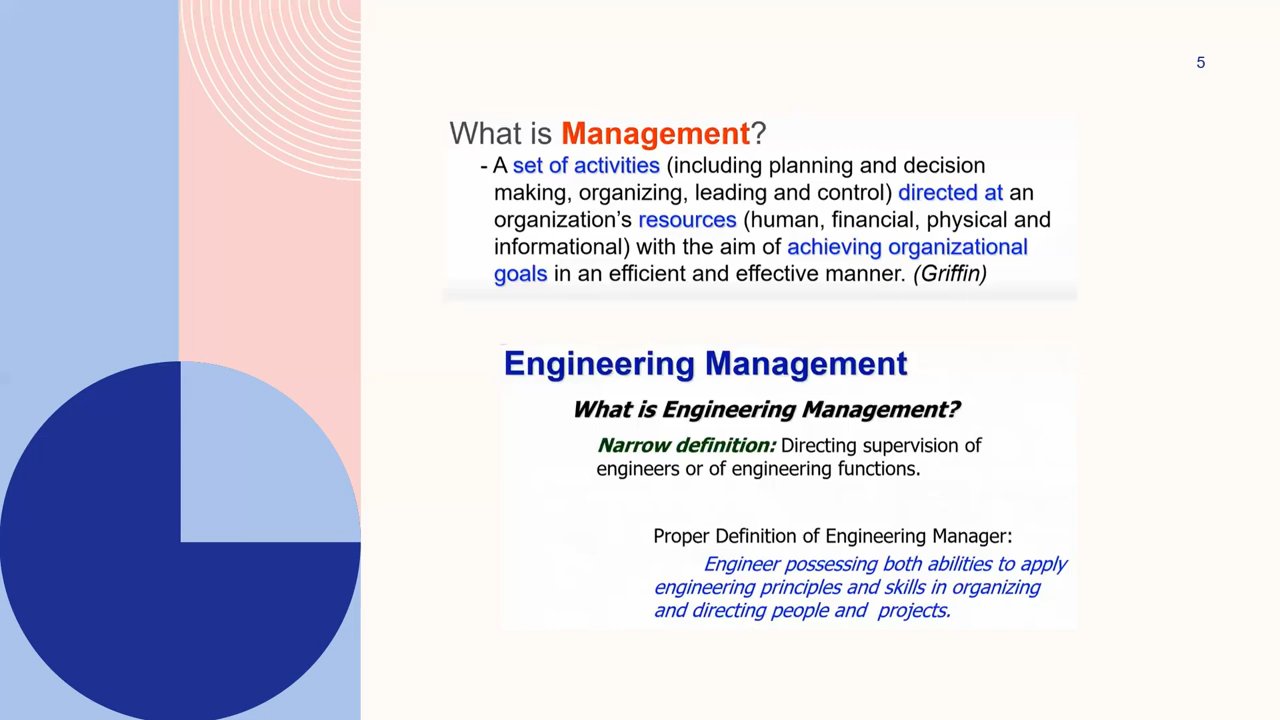 5
What is Management?
- A set of activities (including planning and decision
making, organizing, leading and control) directed at an
organization's resources (human, financial, physical and
informational) with the aim of achieving organizational
goals in an efficient and effective manner. (Griffin)
Engineering Management
What is Engineering Management?
Narrow definition: Directing supervision of
engineers or of engineering functions.
Proper Definition of Engineering Manager:
Engineer possessing both abilities to apply
engineering principles and skills in organizing
and directing people and projects.